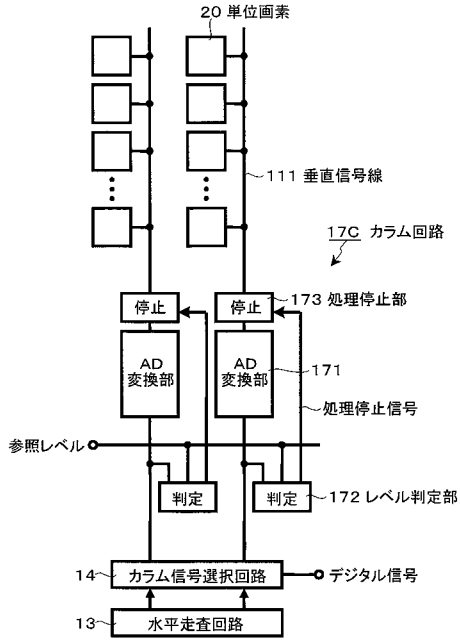 20 単位画素
111 垂直信号線
17C カラム回路
停止
停止
173 処理停止部
AD
変換部
AD
変換部
171
処理停止信号
参照レベル
判定
判定
172 レベル判定部
14
カラム信号選択回路
デジタル信号
13
水平走査回路